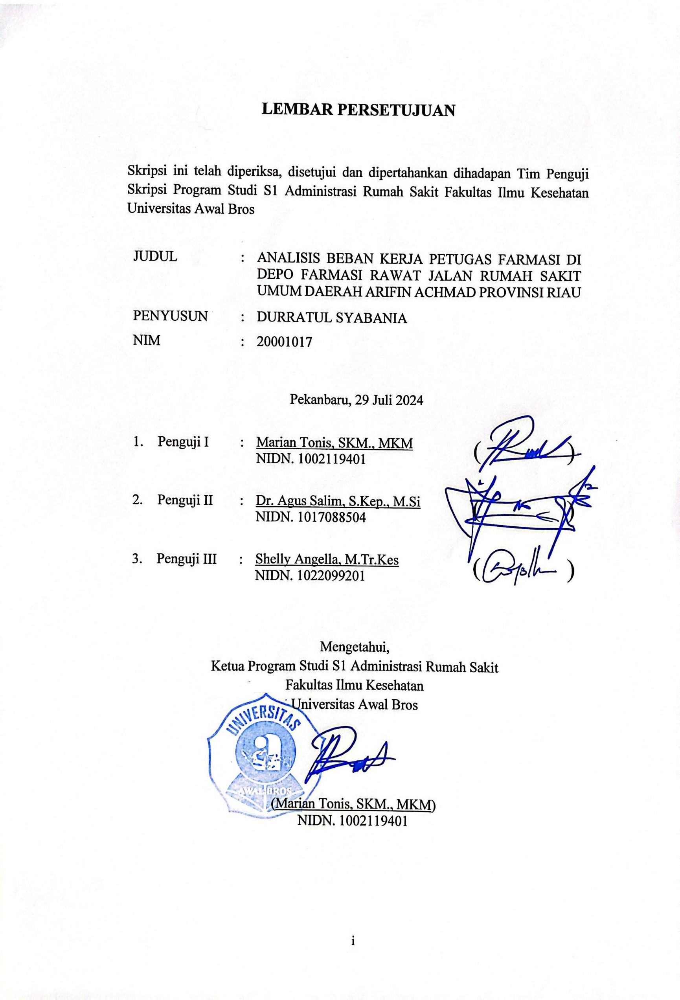 LEMBAR PERSETUJUAN
Skripsi ini telah diperiksa, disetujui dan dipertahankan dihadapan Tim Penguji
Skripsi Program Studi S1 Administrasi Rumah Sakit Fakultas Ilmu Kesehatan
Universitas Awal Bros
JUDUL : ANALISIS BEBAN KERJA PETUGAS FARMASI DI
DEPO FARMASI RAWAT JALAN RUMAH SAKIT
UMUM DAERAH ARIFIN ACHMAD PROVINSI RIAU
PENYUSUN : DURRATUL SYABANIA
NIM : 20001017
Pekanbaru, 29 Juli 2024
1. Penguji I : Marian Tonis, SKM., MKM ( )
NIDN. 1002119401
2. Penguji II : Dr. Agus Salim, S.Kep., M.Si ( )
NIDN. 1017088504
3. Penguji III : Shelly Angella, M.Tr.Kes ( )
NIDN. 1022099201
Mengetahui,
Ketua Program Studi S1 Administrasi Rumah Sakit
Fakultas Ilmu Kesehatan
Universitas Awal Bros
UNIVERSITAS
AWAL BROS
(Marian Tonis, SKM., MKM)
NIDN. 1002119401
i